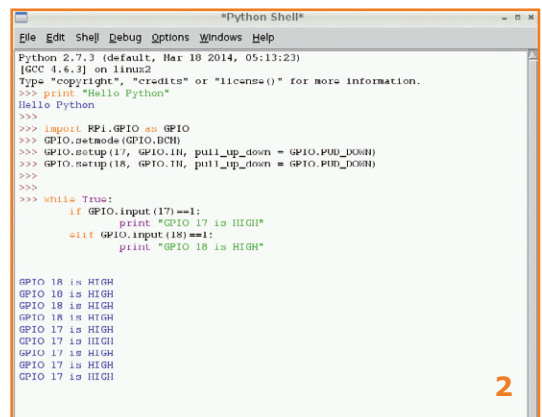 *Python Shell*
File Edit Shell Debug Options Windows Help
Python 2.7.3 (default, Mar 18 2014, 05:13:23)
[GCC 4.6.3] on linux2
Type "copyright", "credits" or "license()" for more information.
>>> print "Hello Python"
Hello Python
>>>
>>> import RPi.GPIO as GPIO
>>> GPIO.setmode(GPIO.BCM)
>>> GPIO.setup(17, GPIO.IN, pull_up_down = GPIO.PUD_DOWN)
>>> GPIO.setup(18, GPIO.IN, pull_up_down = GPIO.PUD_DOWN)
>>>
>>>
>>> while True:
if GPIO.input(17)==1:
print "GPIO 17 is HIGH"
elif GPIO.input(18)==1:
print "GPIO 18 is HIGH"
GPIO 18 is HIGH
GPIO 18 is HIGH
GPIO 18 is HIGH
GPIO 18 is HIGH
GPIO 17 is HIGH
GPIO 17 is HIGH
GPIO 17 is HIGH
GPIO 17 is HIGH
GPIO 17 is HIGH
2